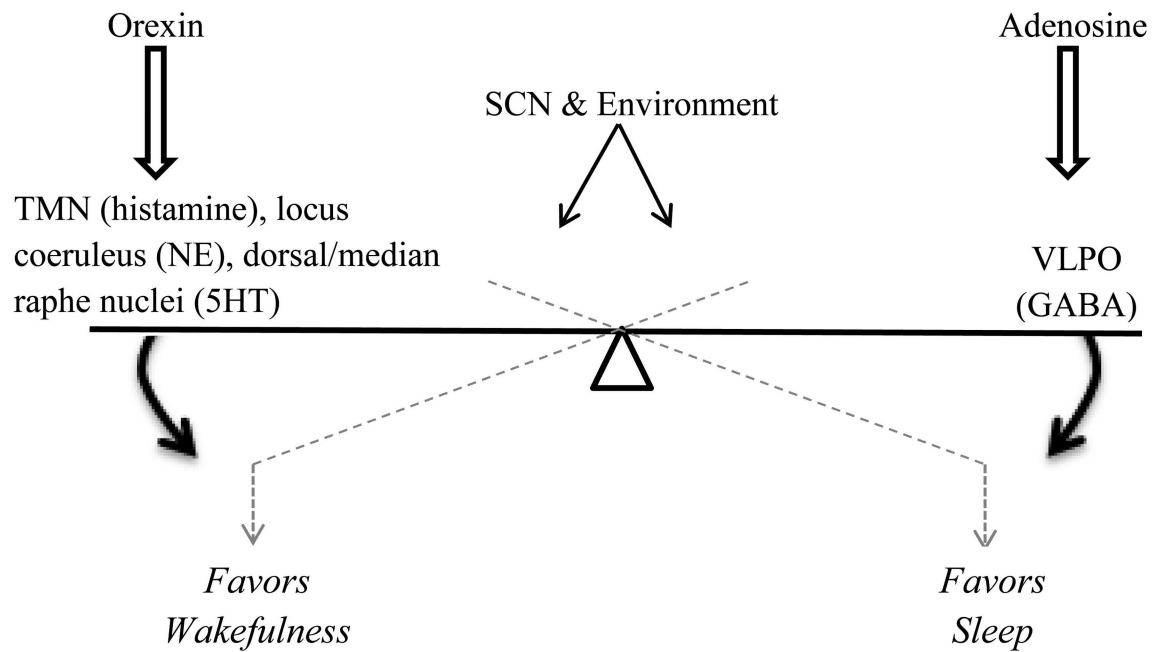 Orexin
Adenosine
SCN & Environment
TMN (histamine), locus
coeruleus (NE), dorsal/median
raphe nuclei (5HT)
VLPO
(GABA)
Favors
Wakefulness
Favors
Sleep